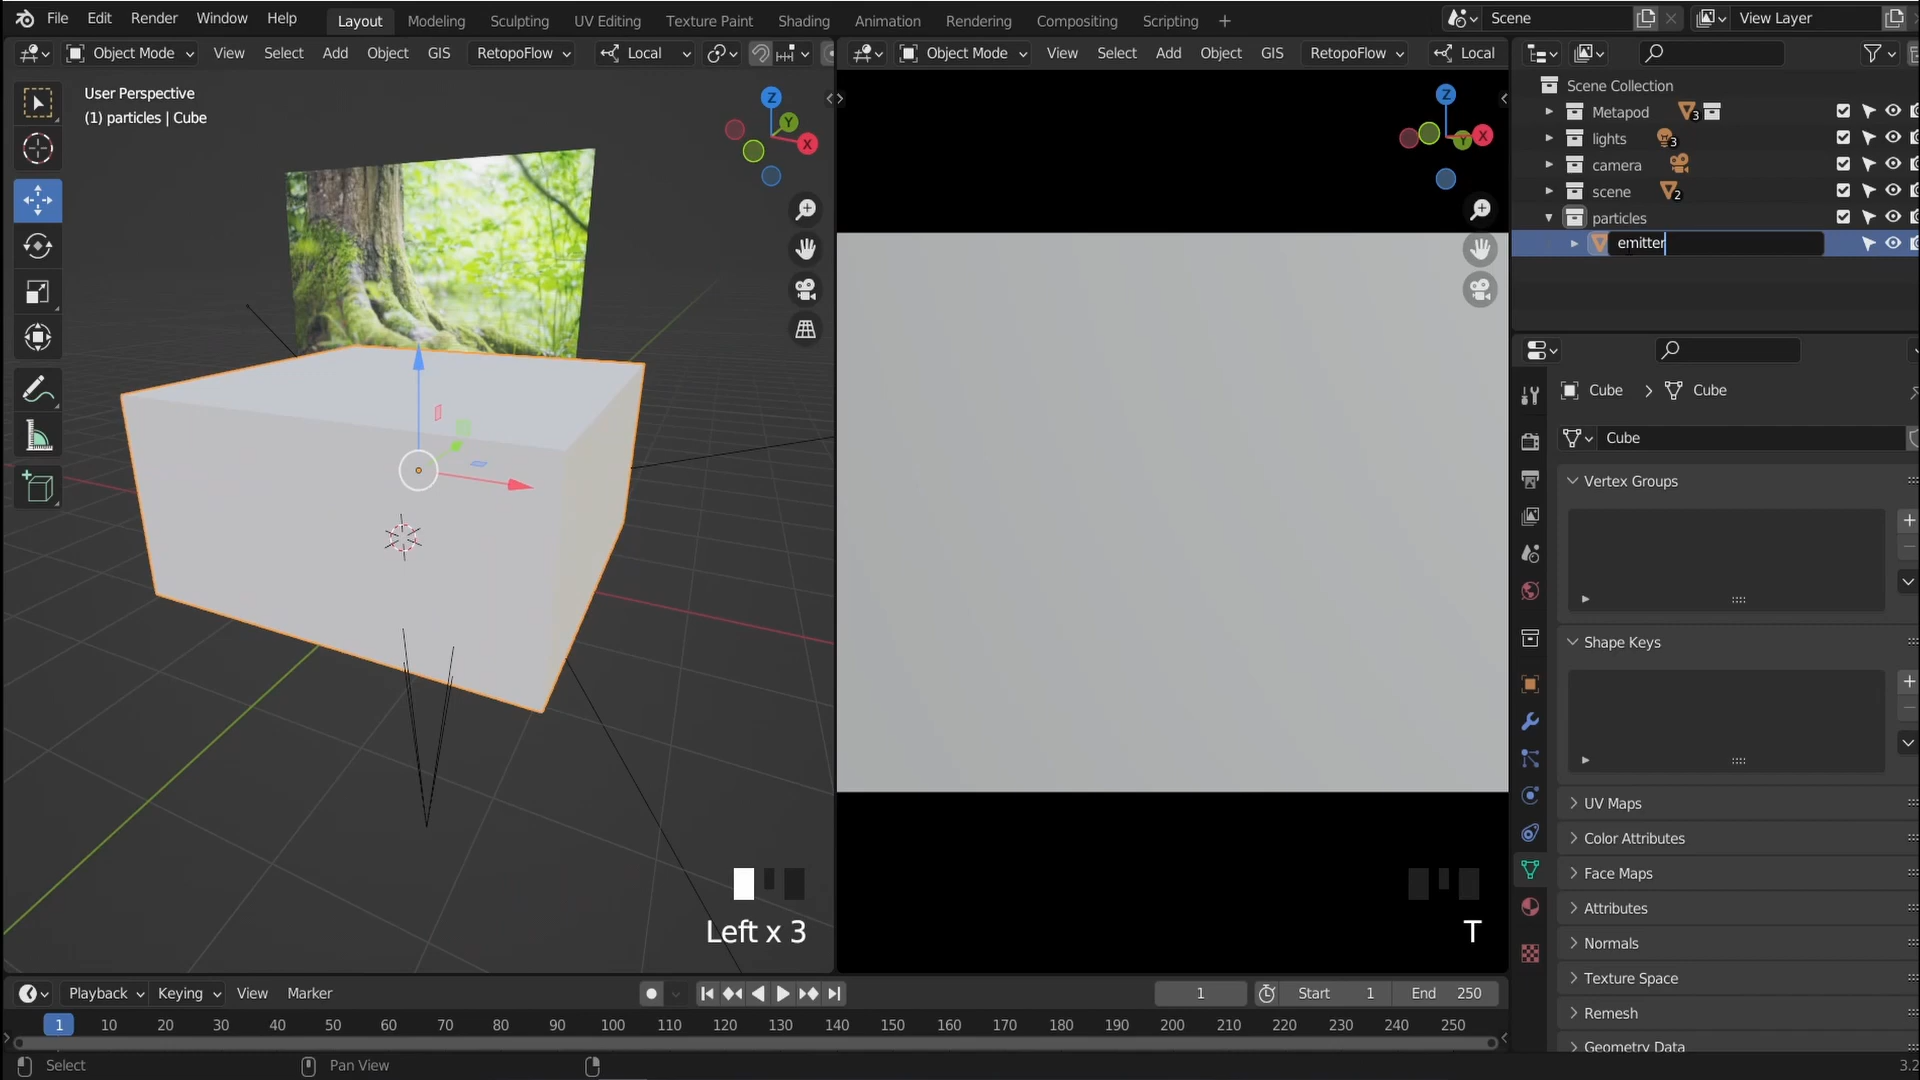 File Edit Render Window Help Layout Modeling Sculpting UV Editing Texture Paint Shading Animation Rendering Compositing Scripting + Scene View Layer
Object Mode View Select Add Object GIS RetopoFlow Local
Object Mode View Select Add Object GIS RetopoFlow Local
User Perspective
(1) particles | Cube
Z
Y
X
Z
Y
X
Scene Collection
Metapod 3
lights 3
camera
scene 2
particles
emitter
Cube > Cube
Cube
Vertex Groups
Shape Keys
UV Maps
Color Attributes
Face Maps
Attributes
Normals
Texture Space
Remesh
Geometry Data
Left x 3
T
Playback Keying View Marker 1 Start 1 End 250
1 10 20 30 40 50 60 70 80 90 100 110 120 130 140 150 160 170 180 190 200 210 220 230 240 250
Select Pan View 3.2